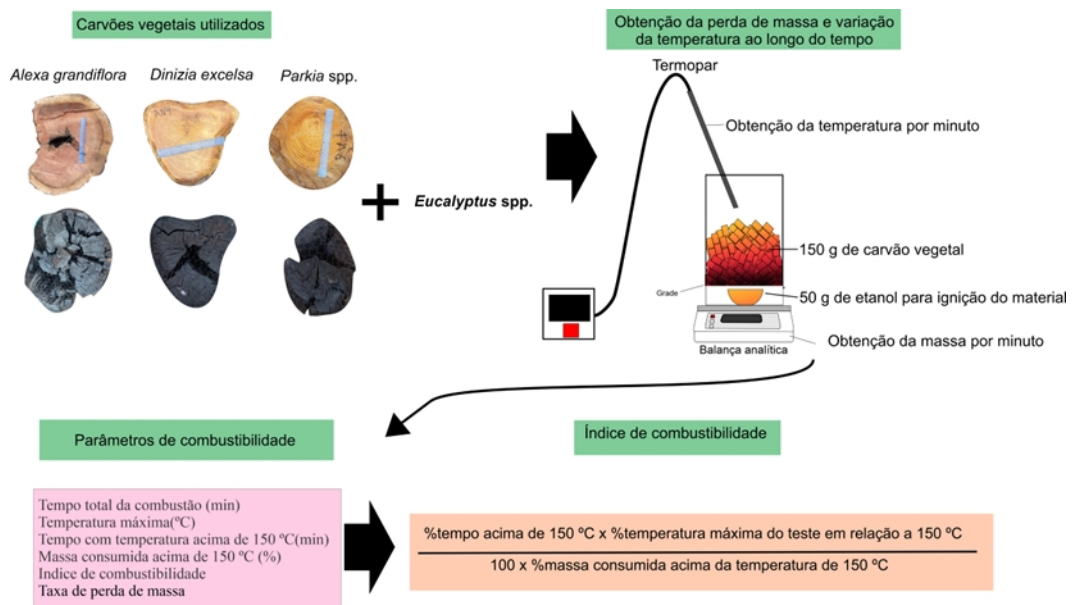 Carvões vegetais utilizados
Alexa grandiflora
Dinizia excelsa
Parkia spp.
Eucalyptus spp.
Obtenção da perda de massa e variação
da temperatura ao longo do tempo
Termopar
Obtenção da temperatura por minuto
150 g de carvão vegetal
Grade
50 g de etanol para ignição do material
Obtenção da massa por minuto
Balança analítica
Parâmetros de combustibilidade
Tempo total da combustão (min)
Temperatura máxima(ºC)
Tempo com temperatura acima de 150 ºC(min)
Massa consumida acima de 150 ºC (%)
Indice de combustibilidade
Taxa de perda de massa
Índice de combustibilidade
%tempo acima de 150 ºC x %temperatura máxima do teste em relação a 150 ºC
100 x %massa consumida acima da temperatura de 150 ºC